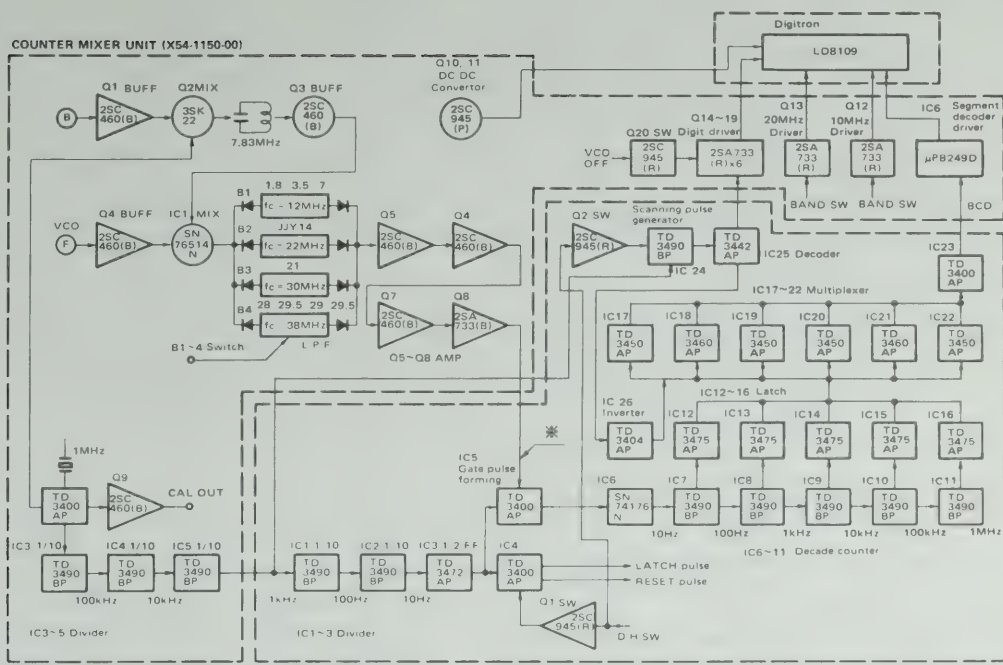 COUNTER MIXER UNIT (X54-1150-00)
Digitron
LD8109
Q1 BUFF
2SC
460(B)
B
Q2MIX
3SK
22
7.83MHz
Q3 BUFF
2SC
460
(B)
Q10, 11
DC DC
Convertor
2SC
945
(P)
Q14~19
Digit driver
2SA733
(R)×6
Q20 SW
2SC
945
(R)
VCO
OFF
Q13
20MHz
Driver
2SA
733
(R)
BAND SW
Q12
10MHz
Driver
2SA
733
(R)
BAND SW
IC6
Segment
decoder
driver
μPB249D
BCD
VCO
F
Q4 BUFF
2SC
460(B)
IC1 MIX
SN
76514
N
B1
1.8 3.5 7
fc - 12MHz
B2
JJY14
fc - 22MHz
B3
21
fc = 30MHz
B4
28 29.5 29 29.5
fc 38MHz
L P F
B1~4 Switch
Q5
2SC
460(B)
Q4
2SC
460(B)
Q7
2SC
460(B)
Q8
2SA
733(B)
Q5~Q8 AMP
Q2 SW
2SC
945(R)
Scanning pulse
generator
TD
3490
BP
IC 24
TD
3442
AP
IC25 Decoder
IC23
TD
3400
AP
IC17~22 Multiplexer
IC17
TD
3450
AP
IC18
TD
3460
AP
IC19
TD
3450
AP
IC20
TD
3450
AP
IC21
TD
3460
AP
IC22
TD
3450
AP
IC12~16 Latch
IC 26
Inverter
TD
3404
AP
IC12
TD
3475
AP
IC13
TD
3475
AP
IC14
TD
3475
AP
IC15
TD
3475
AP
IC16
TD
3475
AP
※
IC5
Gate pulse
forming
TD
3400
AP
IC6
SN
74176
N
IC7
TD
3490
BP
IC8
TD
3490
BP
IC9
TD
3490
BP
IC10
TD
3490
BP
IC11
TD
3490
BP
10Hz
100Hz
1kHz
10kHz
100kHz
1MHz
IC6~11 Decade counter
1MHz
TD
3400
AP
Q9
2SC
460(B)
CAL OUT
IC3 1/10
TD
3490
BP
IC4 1/10
TD
3490
BP
IC5 1/10
TD
3490
BP
100kHz
10kHz
IC3~5 Divider
IC1 1 10
TD
3490
BP
IC2 1 10
TD
3490
BP
IC3 1 2 FF
TD
3472
AP
IC4
TD
3400
AP
1kHz
100Hz
10Hz
IC1~3 Divider
LATCH pulse
RESET pulse
Q1 SW
2SC
945(R)
D H SW